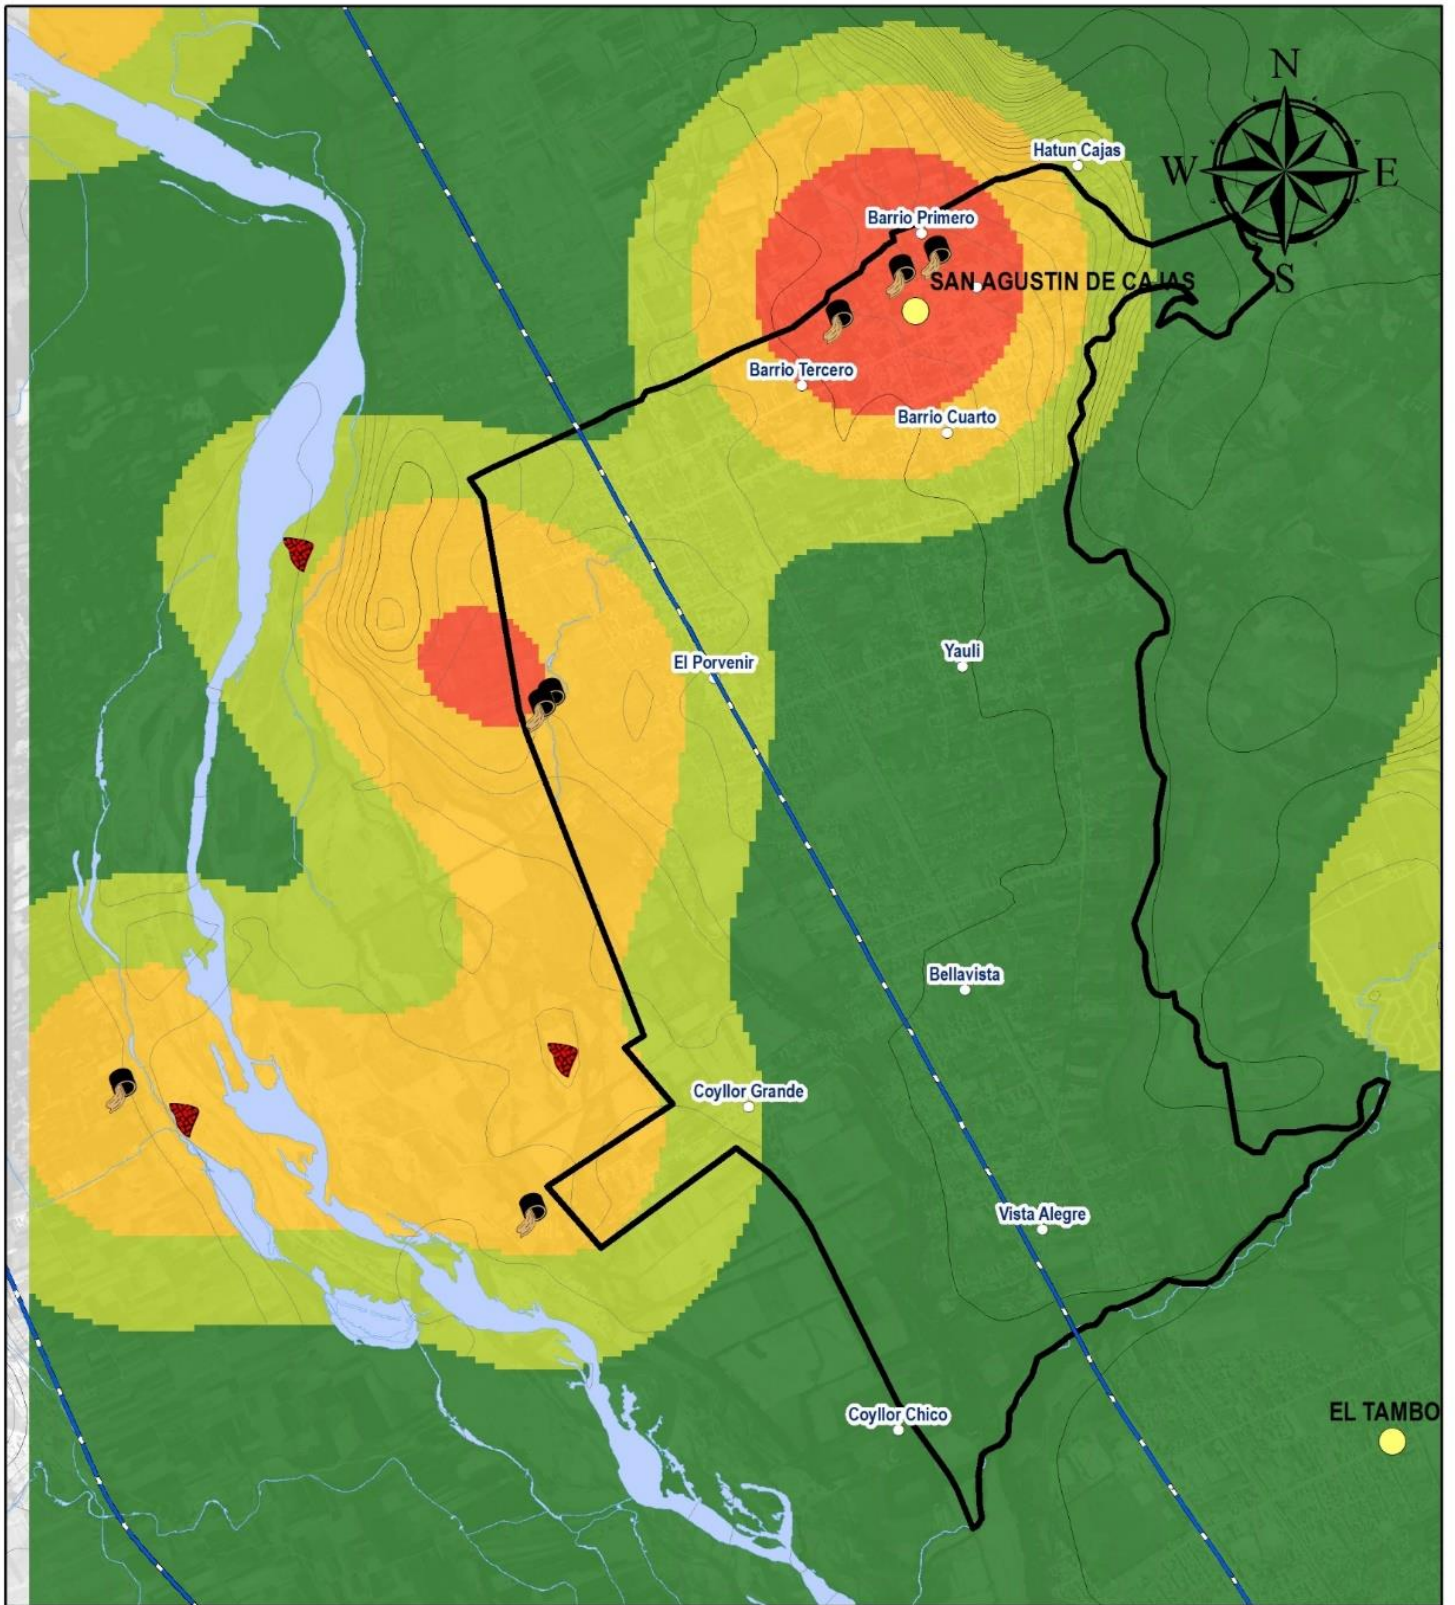 N
Hatun Cajas
W
E
Barrio Primero
SAN AGUSTIN DE CAJAS
S
Barrio Tercero
Barrio Cuarto
Yauli
El Porvenir
Bellavista
Coyllor Grande
Vista Alegre
Coyllor Chico
EL TAMBO